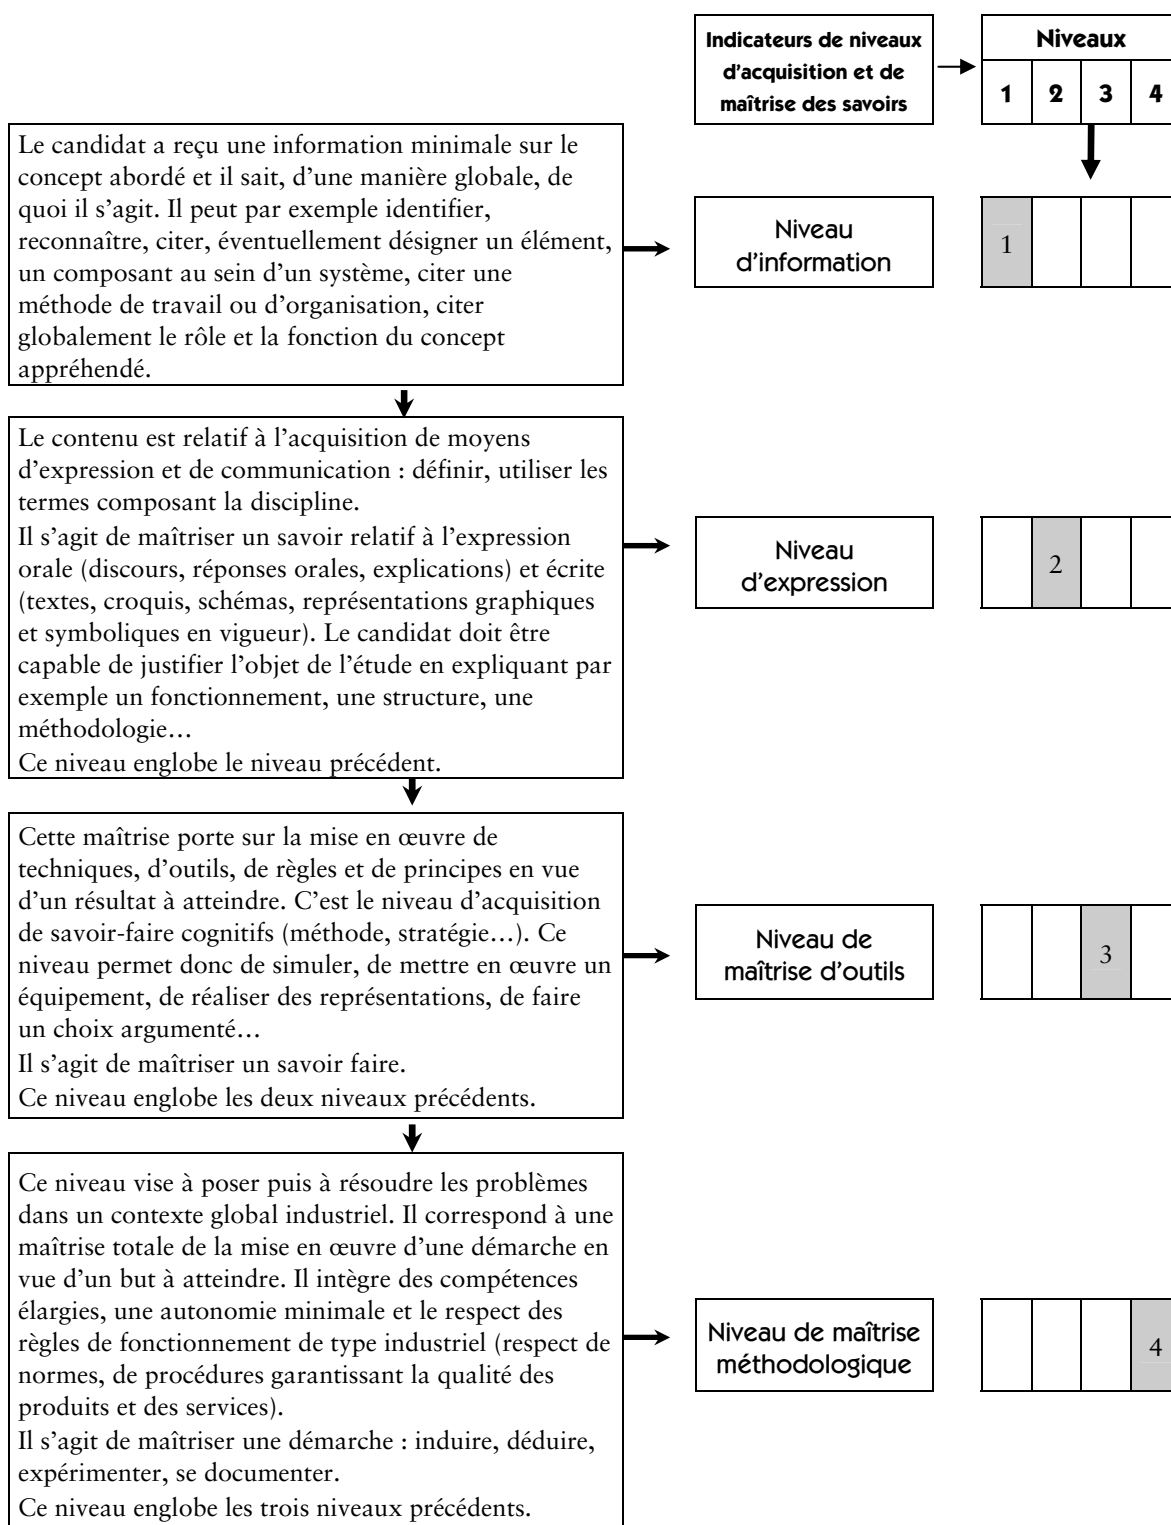 Indicateurs de niveaux
d'acquisition et de
maîtrise des savoirs
Niveaux
1 2 3 4
Le candidat a reçu une information minimale sur le
concept abordé et il sait, d'une manière globale, de
quoi il s'agit. Il peut par exemple identifier,
reconnaître, citer, éventuellement désigner un élément,
un composant au sein d'un système, citer une
méthode de travail ou d'organisation, citer
globalement le rôle et la fonction du concept
appréhendé.
Niveau
d'information
1
Le contenu est relatif à l'acquisition de moyens
d'expression et de communication : définir, utiliser les
termes composant la discipline.
Il s'agit de maîtriser un savoir relatif à l'expression
orale (discours, réponses orales, explications) et écrite
(textes, croquis, schémas, représentations graphiques
et symboliques en vigueur). Le candidat doit être
capable de justifier l'objet de l'étude en expliquant par
exemple un fonctionnement, une structure, une
méthodologie…
Ce niveau englobe le niveau précédent.
Niveau
d'expression
2
Cette maîtrise porte sur la mise en œuvre de
techniques, d'outils, de règles et de principes en vue
d'un résultat à atteindre. C'est le niveau d'acquisition
de savoir-faire cognitifs (méthode, stratégie…). Ce
niveau permet donc de simuler, de mettre en œuvre un
équipement, de réaliser des représentations, de faire
un choix argumenté…
Il s'agit de maîtriser un savoir faire.
Ce niveau englobe les deux niveaux précédents.
Niveau de
maîtrise d'outils
3
Ce niveau vise à poser puis à résoudre les problèmes
dans un contexte global industriel. Il correspond à une
maîtrise totale de la mise en œuvre d'une démarche en
vue d'un but à atteindre. Il intègre des compétences
élargies, une autonomie minimale et le respect des
règles de fonctionnement de type industriel (respect de
normes, de procédures garantissant la qualité des
produits et des services).
Il s'agit de maîtriser une démarche : induire, déduire,
expérimenter, se documenter.
Ce niveau englobe les trois niveaux précédents.
Niveau de maîtrise
méthodologique
4